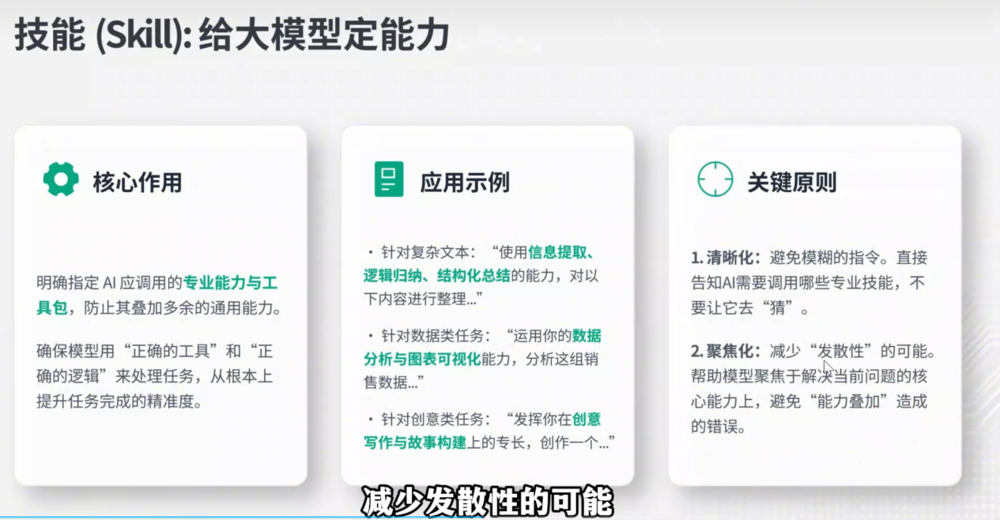 技能 (Skill): 给大模型定能力
核心作用
明确指定 AI 应调用的专业能力与工
具包，防止其叠加多余的通用能力。
确保模型用“正确的工具”和“正
确的逻辑”来处理任务，从根本上
提升任务完成的精准度。
应用示例
· 针对复杂文本：“使用信息提取、
逻辑归纳、结构化总结的能力，对以
下内容进行整理...”
· 针对数据类任务：“运用你的数据
分析与图表可视化能力，分析这组销
售数据...”
· 针对创意类任务：“发挥你在创意
写作与故事构建上的专长，创作一个...”
关键原则
1. 清晰化：避免模糊的指令。直接
告知AI需要调用哪些专业技能，不
要让它去“猜”。
2. 聚焦化：减少“发散性”的可能。
帮助模型聚焦于解决当前问题的核
心能力上，避免“能力叠加”造成
的错误。
减少发散性的可能